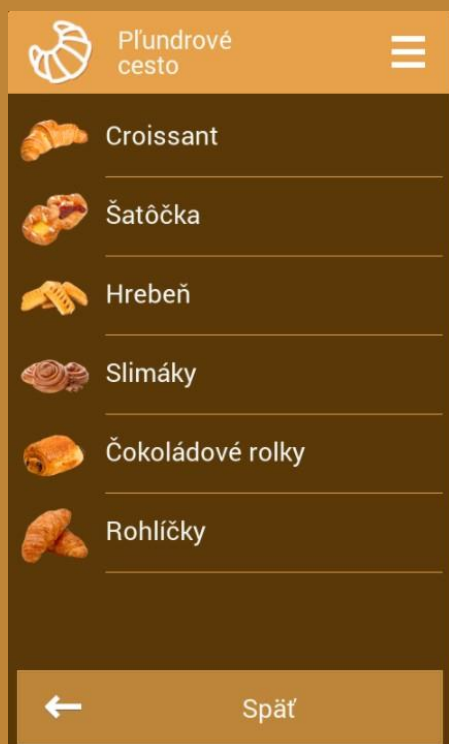 Pľundrové
cesto
Croissant
Šatôčka
Hrebeň
Slimáky
Čokoládové rolky
Rohlíčky
Späť